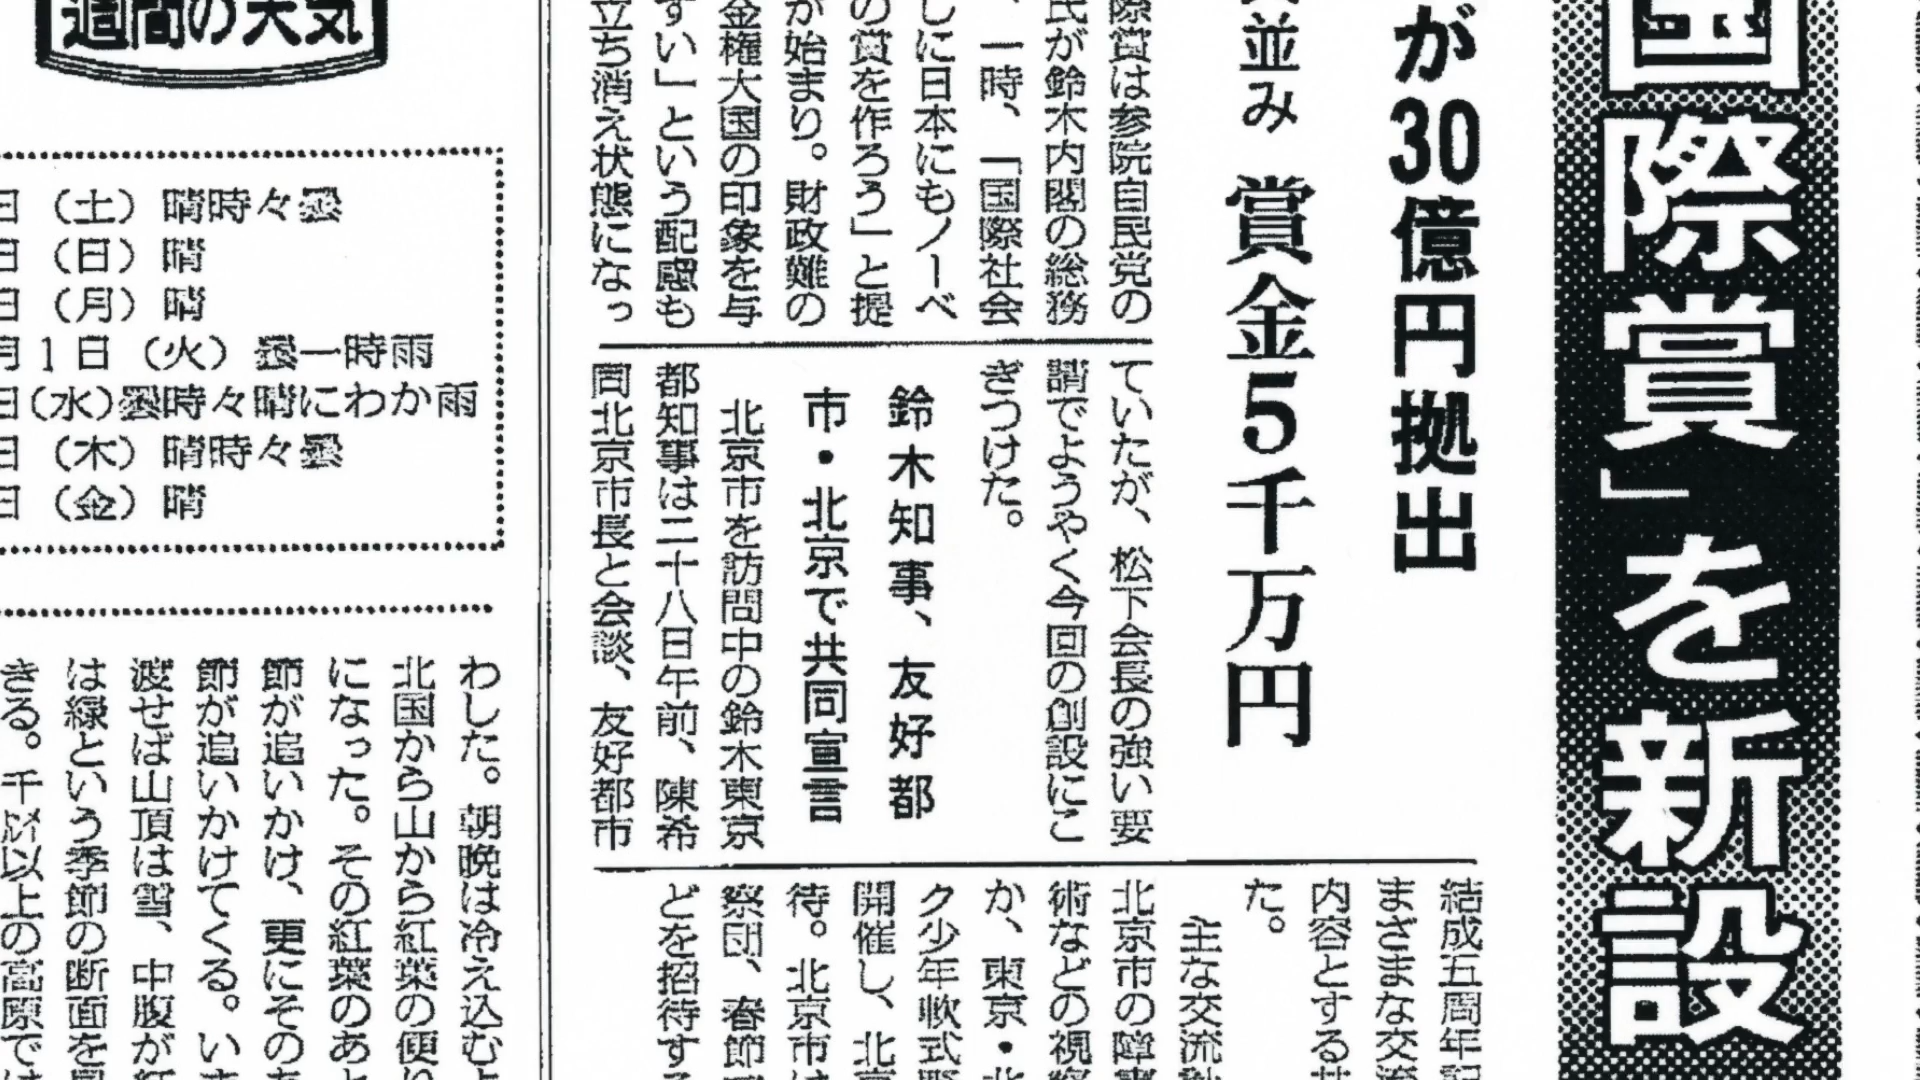 国際賞」を新設
が30億円拠出
並み 賞金5千万円
際賞は参院自民党の
民が鈴木内閣の総務
、一時、「国際社会
しに日本にもノーベ
の賞を作ろう」と提
が始まり。財政難の
金権大国の印象を与
すい」という配慮も
立ち消え状態になっ
ていたが、松下会長の強い要
請でようやく今回の創設にこ
ぎつけた。
鈴木知事、友好都
市・北京で共同宣言
北京市を訪問中の鈴木東京
都知事は二十八日午前、陳希
同北京市長と会談、友好都市
結成五周年記
まざまな交流
内容とする共
た。
主な交流
北京市の障害
術などの視察
か、東京・北
ク少年軟式野
開催し、北京
待。北京市は
祭団、春節
どを招待する
週間の天気
日（土）晴時々曇
日（日）晴
日（月）晴
月1日（火）曇一時雨
日（水）曇時々晴にわか雨
日（木）晴時々曇
日（金）晴
わした。朝晩は冷え込むよ
北国から山から紅葉の便り
になった。その紅葉のあと
節が追いかけ、更にそのあ
節が追いかけてくる。いま
渡せば山頂は雪、中腹が紅
は緑という季節の断面を見
きる。千㍍以上の高原では